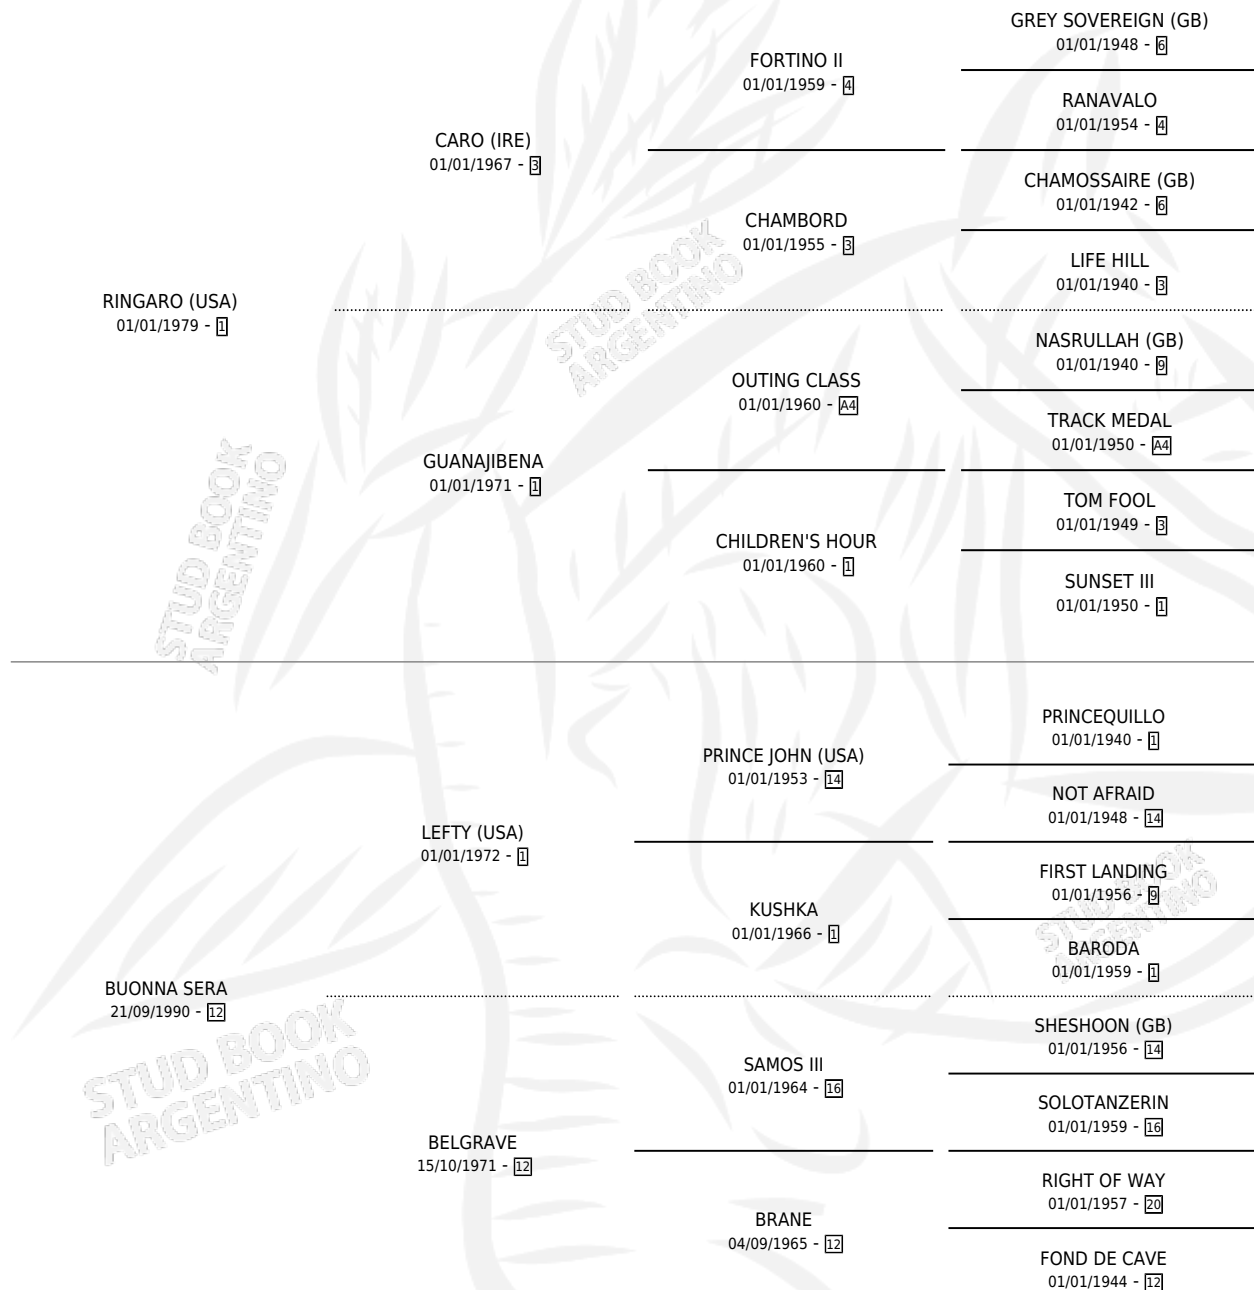 GREY SOVEREIGN (GB)
01/01/1948 - 6
FORTINO II
01/01/1959 - 4
RANAVALO
01/01/1954 - 4
CARO (IRE)
01/01/1967 - 3
CHAMOSSAIRE (GB)
01/01/1942 - 6
CHAMBORD
01/01/1955 - 3
LIFE HILL
01/01/1940 - 3
RINGARO (USA)
01/01/1979 - 1
STUD BOOK
ARGENTINO
NASRULLAH (GB)
01/01/1940 - 9
OUTING CLASS
01/01/1960 - A4
TRACK MEDAL
01/01/1950 - A4
GUANAJIBENA
01/01/1971 - 1
TOM FOOL
01/01/1949 - 3
CHILDREN'S HOUR
01/01/1960 - 1
SUNSET III
01/01/1950 - 1
STUD BOOK
ARGENTINO
PRINCEQUILLO
01/01/1940 - 1
PRINCE JOHN (USA)
01/01/1953 - 14
NOT AFRAID
01/01/1948 - 14
LEFTY (USA)
01/01/1972 - 1
FIRST LANDING
01/01/1956 - 9
KUSHKA
01/01/1966 - 1
BARODA
01/01/1959 - 1
STUD BOOK
ARGENTINO
BUONNA SERA
21/09/1990 - 12
SHESHOON (GB)
01/01/1956 - 14
SAMOS III
01/01/1964 - 16
SOLOTANZERIN
01/01/1959 - 16
STUD BOOK
ARGENTINO
BELGRAVE
15/10/1971 - 12
RIGHT OF WAY
01/01/1957 - 20
BRANE
04/09/1965 - 12
FOND DE CAVE
01/01/1944 - 12